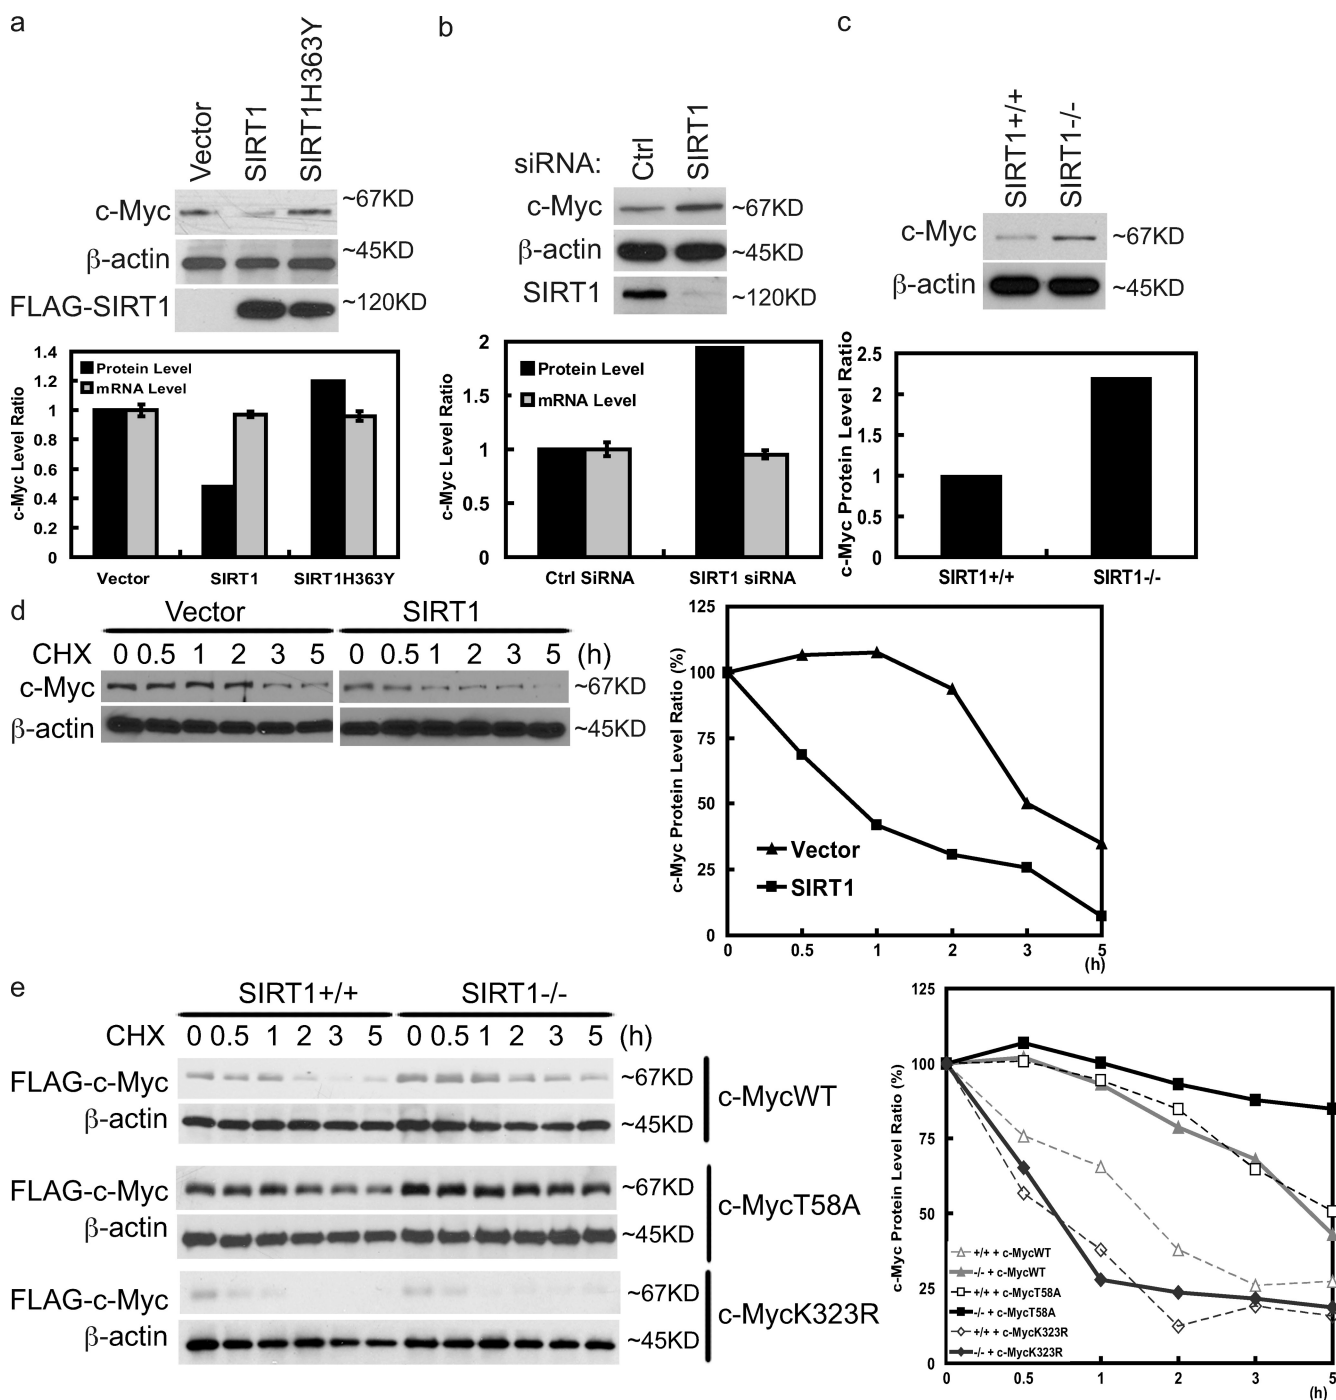 a
Vector
SIRT1
SIRT1H363Y
c-Myc
~67KD
β-actin
~45KD
FLAG-SIRT1
~120KD
c-Myc Level Ratio
1.4
1.2
1
0.8
0.6
0.4
0.2
0
Protein Level
mRNA Level
Vector
SIRT1
SIRT1H363Y
b
siRNA:
Ctrl
SIRT1
c-Myc
~67KD
β-actin
~45KD
SIRT1
~120KD
c-Myc Level Ratio
2
1.5
1
0.5
0
Protein Level
mRNA Level
Ctrl SiRNA
SIRT1 siRNA
c
SIRT1+/+
SIRT1-/-
c-Myc
~67KD
β-actin
~45KD
c-Myc Protein Level Ratio
2.5
2
1
0.5
0
SIRT1+/+
SIRT1-/-
d
Vector
SIRT1
CHX 0 0.5 1 2 3 5 0 0.5 1 2 3 5 (h)
c-Myc
~67KD
β-actin
~45KD
c-Myc Protein Level Ratio (%)
125
100
75
50
25
0
Vector
SIRT1
0 0.5 1 2 3 5
(h)
e
SIRT1+/+
SIRT1-/-
CHX 0 0.5 1 2 3 5 0 0.5 1 2 3 5 (h)
FLAG-c-Myc
~67KD
β-actin
~45KD
c-MycWT
FLAG-c-Myc
~67KD
β-actin
~45KD
c-MycT58A
FLAG-c-Myc
~67KD
β-actin
~45KD
c-MycK323R
c-Myc Protein Level Ratio (%)
125
100
75
50
25
0
+/+ + c-MycWT
-/- + c-MycWT
+/+ + c-MycT58A
-/- + c-MycT58A
+/+ + c-MycK323R
-/- + c-MycK323R
0 0.5 1 2 3 5
(h)